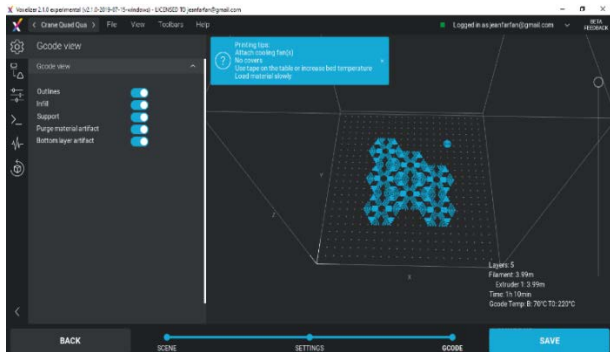 Voxelizer 2.1.0 experimental (v2.1.0-2019-07-15-windows) - LICENSED TO jeenfarfan@gmail.com
Crane Quad Qua
File
View
Toolbars
Help
Logged in as jeenfarfan@gmail.com
BETA
FEEDBACK
Gcode view
Gcode view
Outlines
Infill
Support
Purge material artifact
Bottom layer artifact
Printing tips:
Attach cooling fan(s)
No covers
Use tape on the table or increase bed temperature
Load material slowly
Y
Z
X
Layers: 5
Filament: 3.99m
Extruder 1: 3.99m
Time: 1h 10min
Gcode Temp: B: 70°C T0: 220°C
BACK
SCENE
SETTINGS
GCODE
SAVE